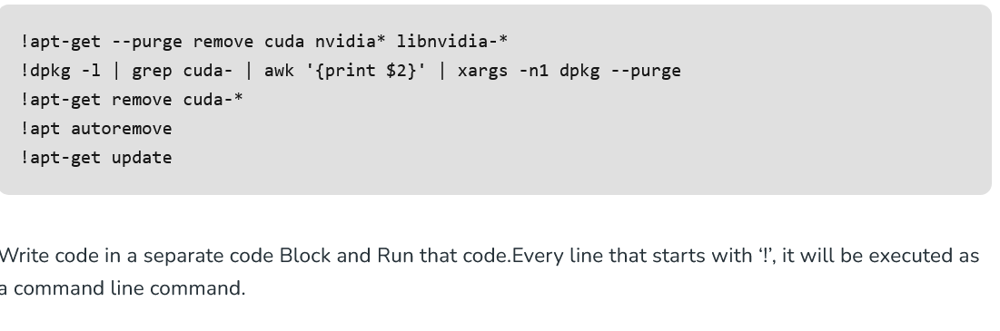 !apt-get --purge remove cuda nvidia* libnvidia-*
!dpkg -l | grep cuda- | awk '{print $2}' | xargs -n1 dpkg --purge
!apt-get remove cuda-*
!apt autoremove
!apt-get update
Write code in a separate code Block and Run that code.Every line that starts with ‘!’, it will be executed as
a command line command.